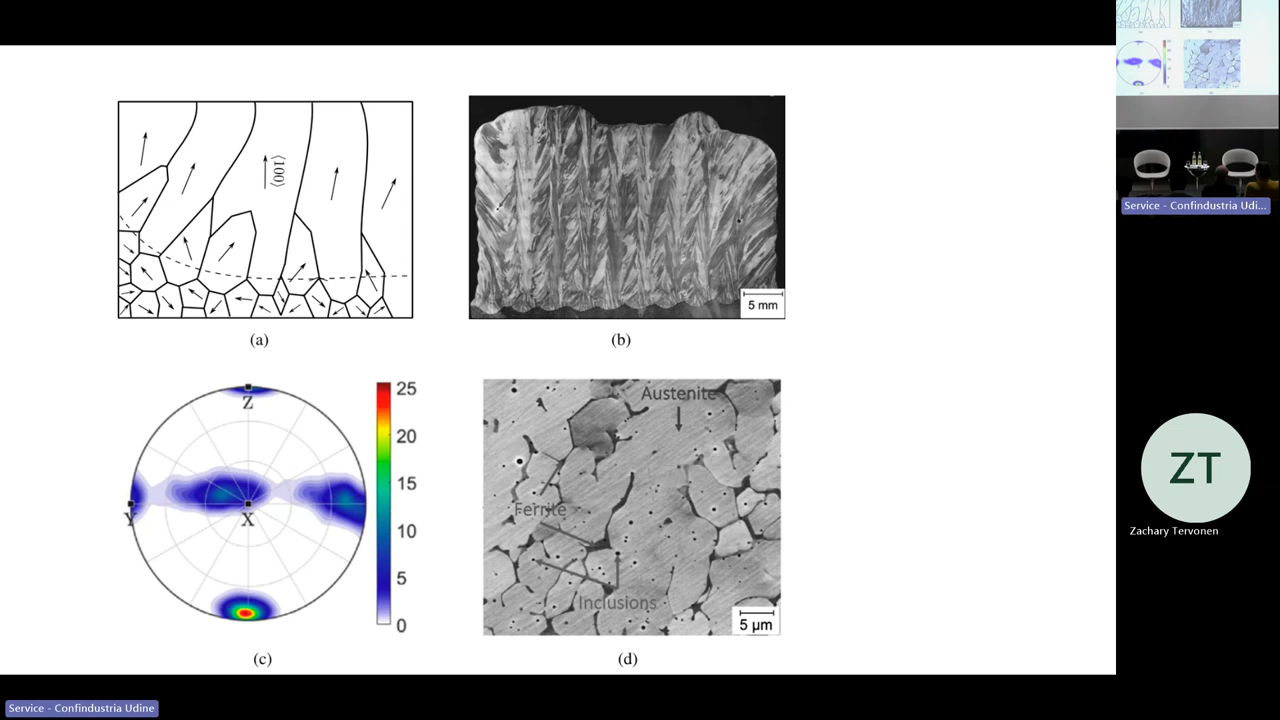 ⟨100⟩
(a)
5 mm
(b)
Z
Y
X
25
20
15
10
5
0
(c)
Austenite
Ferrite
Inclusions
5 µm
(d)
Service - Confindustria Udi...
ZT
Zachary Tervonen
Service - Confindustria Udine